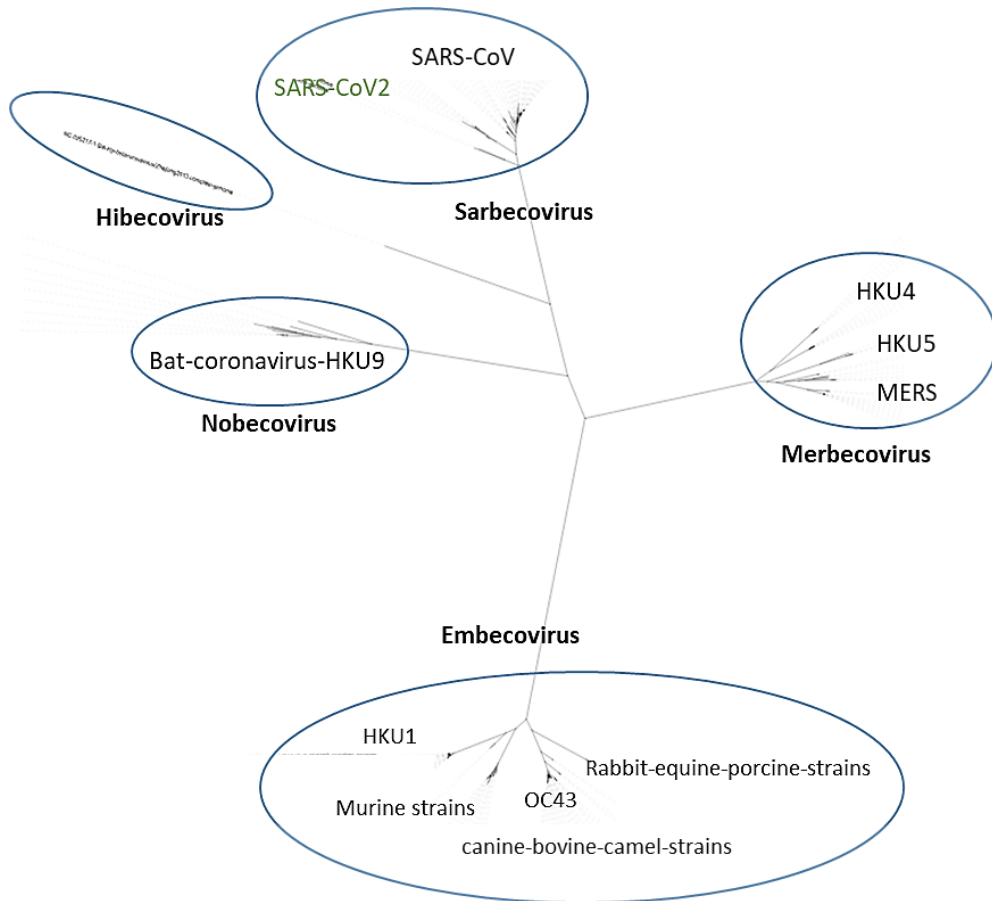 SARS-CoV
SARS-CoV2
Hibecovirus
Sarbecovirus
HKU4
HKU5
MERS
Bat-coronavirus-HKU9
Nobecovirus
Merbecovirus
Embecovirus
HKU1
Rabbit-equine-porcine-strains
OC43
Murine strains
canine-bovine-camel-strains